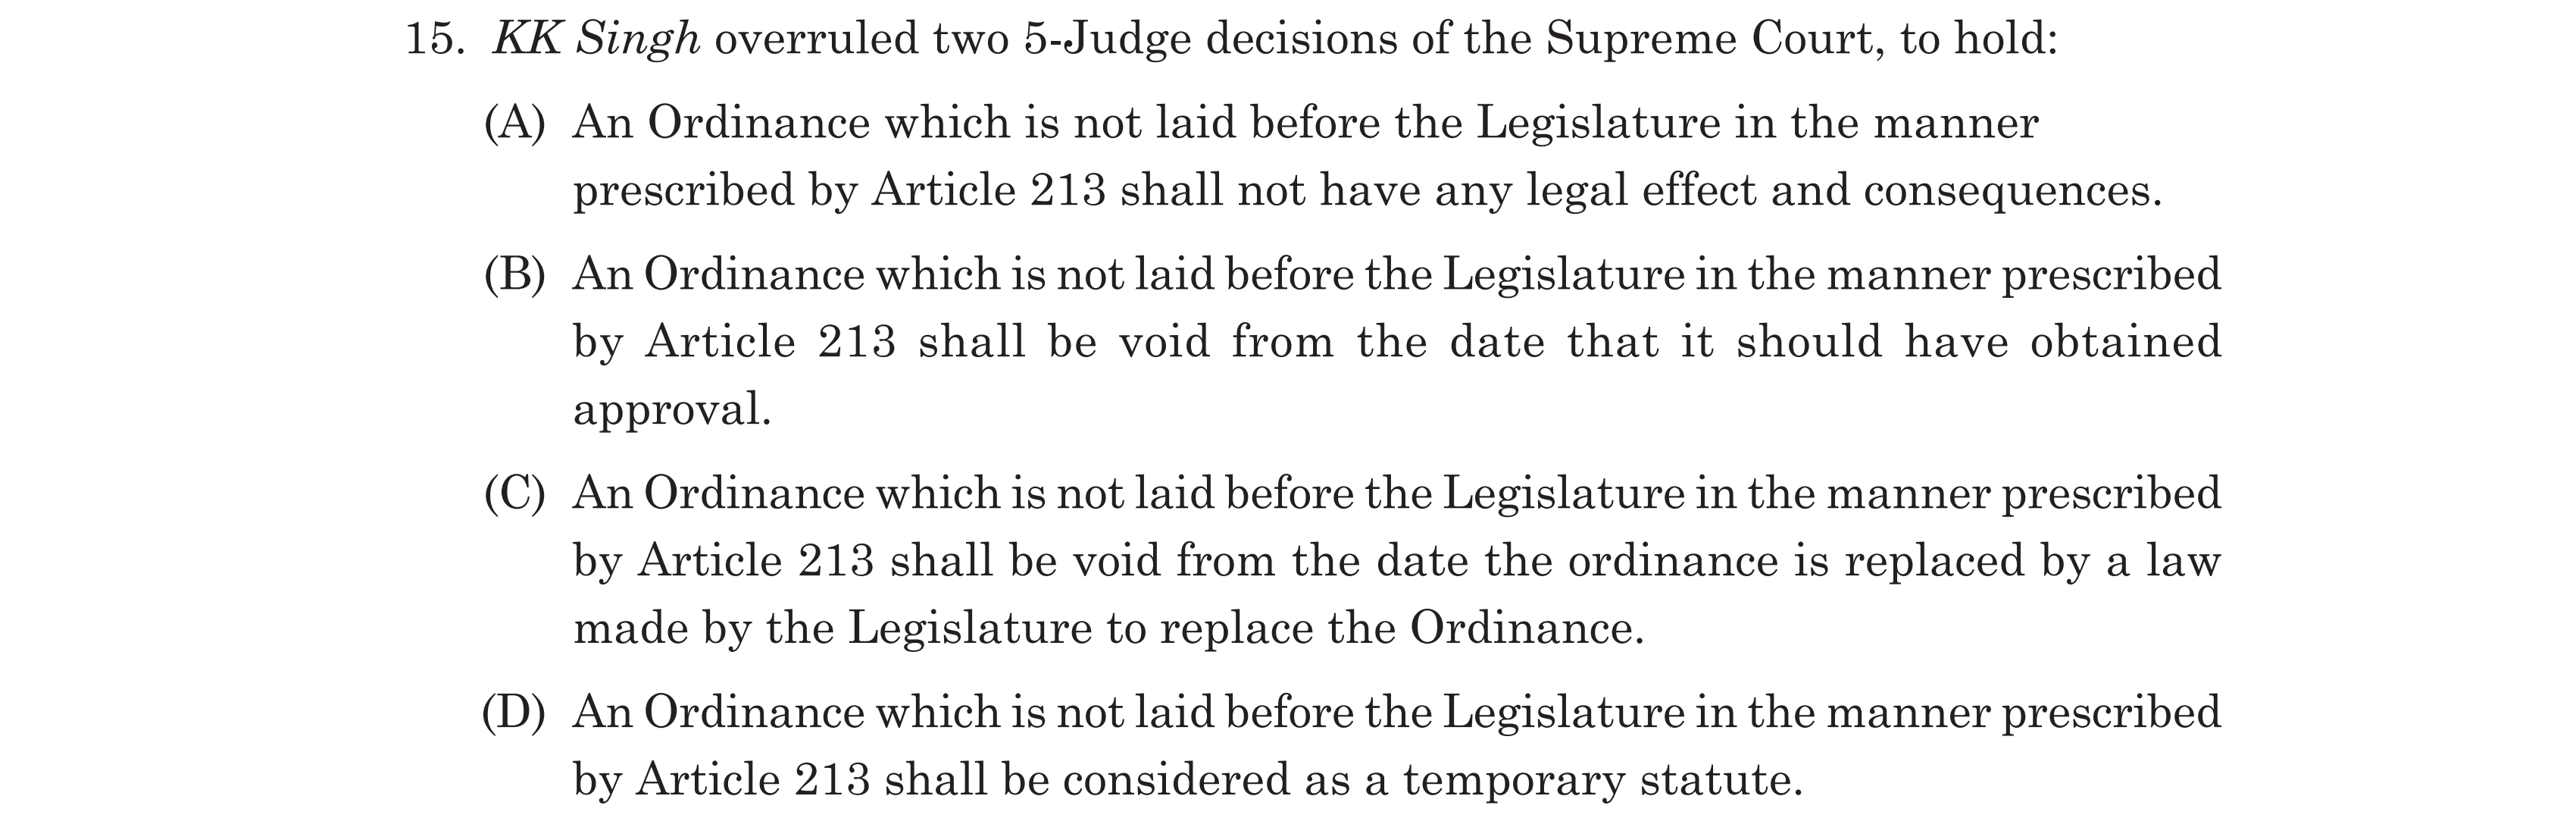 15. KK Singh overruled two 5-Judge decisions of the Supreme Court, to hold:
(A) An Ordinance which is not laid before the Legislature in the manner
prescribed by Article 213 shall not have any legal effect and consequences.
(B) An Ordinance which is not laid before the Legislature in the manner prescribed
by Article 213 shall be void from the date that it should have obtained
approval.
(C) An Ordinance which is not laid before the Legislature in the manner prescribed
by Article 213 shall be void from the date the ordinance is replaced by a law
made by the Legislature to replace the Ordinance.
(D) An Ordinance which is not laid before the Legislature in the manner prescribed
by Article 213 shall be considered as a temporary statute.